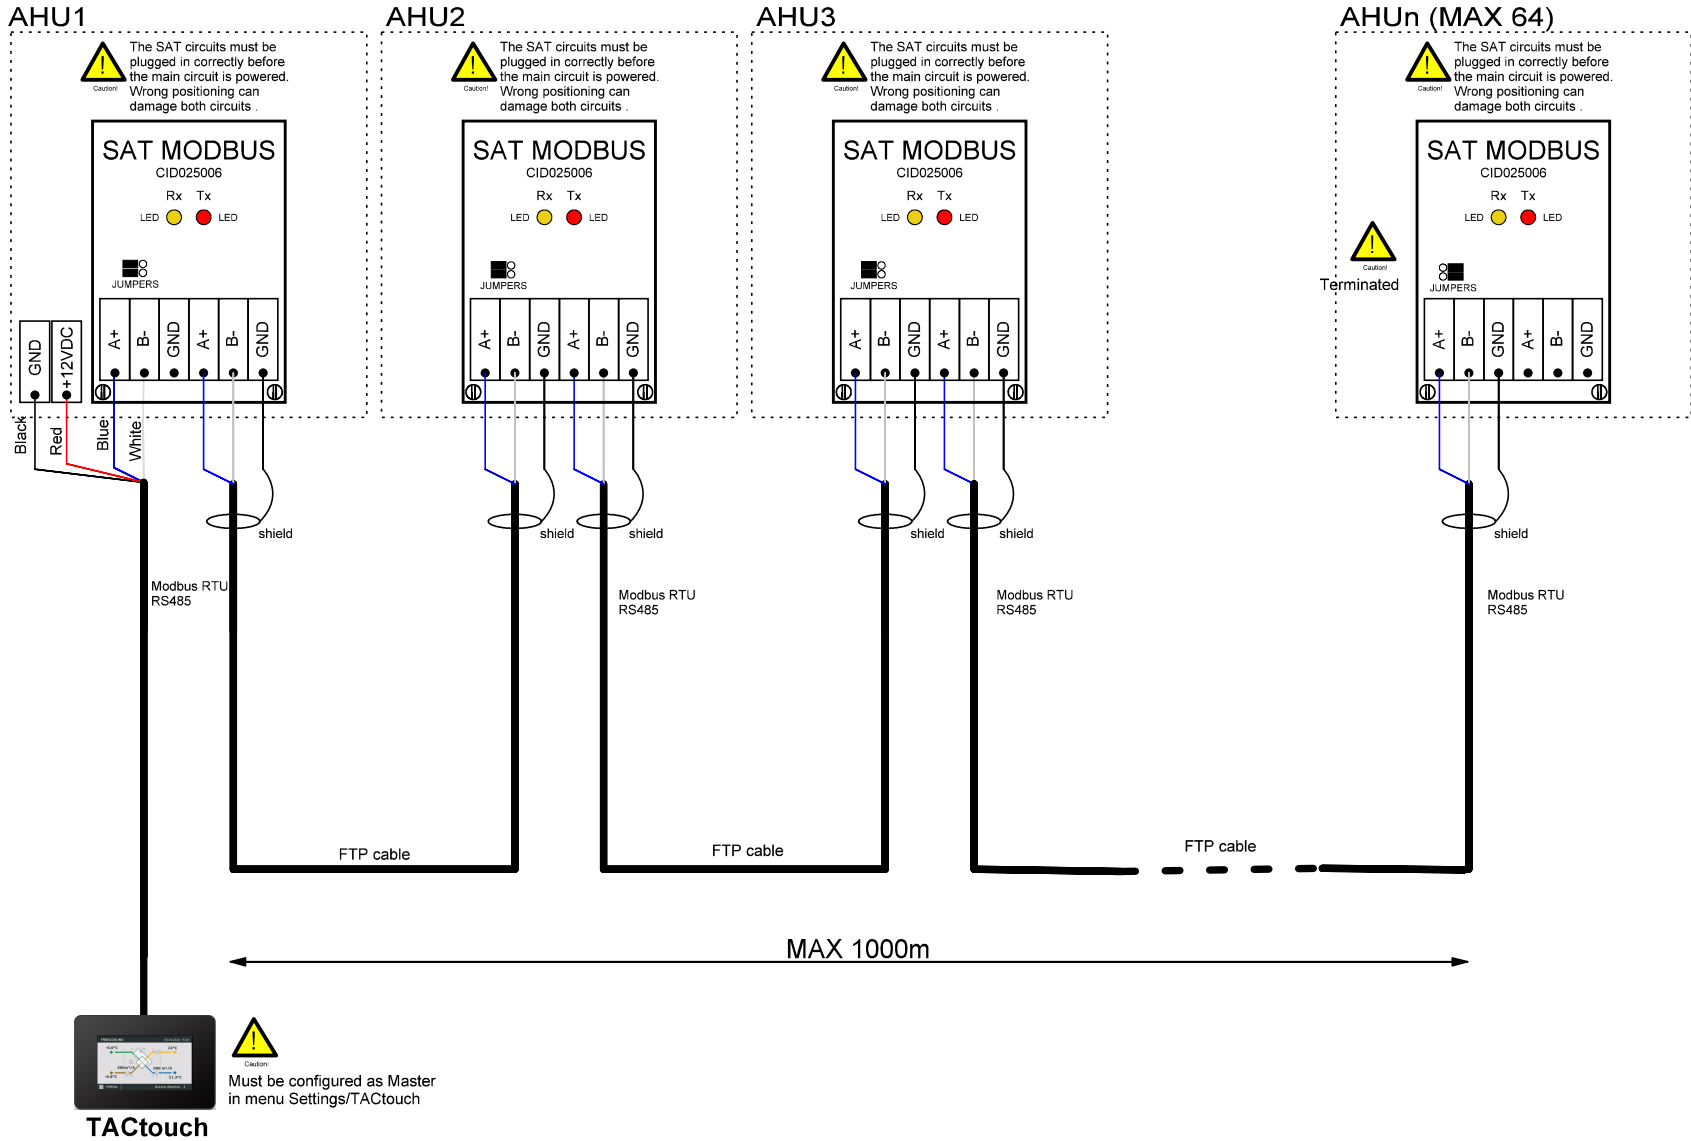 AHU1
AHU2
AHU3
AHUn (MAX 64)
Caution!
The SAT circuits must be
plugged in correctly before
the main circuit is powered.
Wrong positioning can
damage both circuits .
Caution!
The SAT circuits must be
plugged in correctly before
the main circuit is powered.
Wrong positioning can
damage both circuits .
Caution!
The SAT circuits must be
plugged in correctly before
the main circuit is powered.
Wrong positioning can
damage both circuits .
Caution!
The SAT circuits must be
plugged in correctly before
the main circuit is powered.
Wrong positioning can
damage both circuits .
SAT MODBUS
CID025006
Rx Tx
LED LED
JUMPERS
A+ B- GND A+ B- GND
GND +12VDC
Black Red Blue White
SAT MODBUS
CID025006
Rx Tx
LED LED
JUMPERS
A+ B- GND A+ B- GND
SAT MODBUS
CID025006
Rx Tx
LED LED
JUMPERS
A+ B- GND A+ B- GND
SAT MODBUS
CID025006
Rx Tx
LED LED
Caution!
Terminated
JUMPERS
A+ B- GND A+ B- GND
shield
shield
shield
shield
shield
shield
Modbus RTU
RS485
Modbus RTU
RS485
Modbus RTU
RS485
Modbus RTU
RS485
FTP cable
FTP cable
FTP cable
MAX 1000m
Caution!
Must be configured as Master
in menu Settings/TACtouch
TACtouch